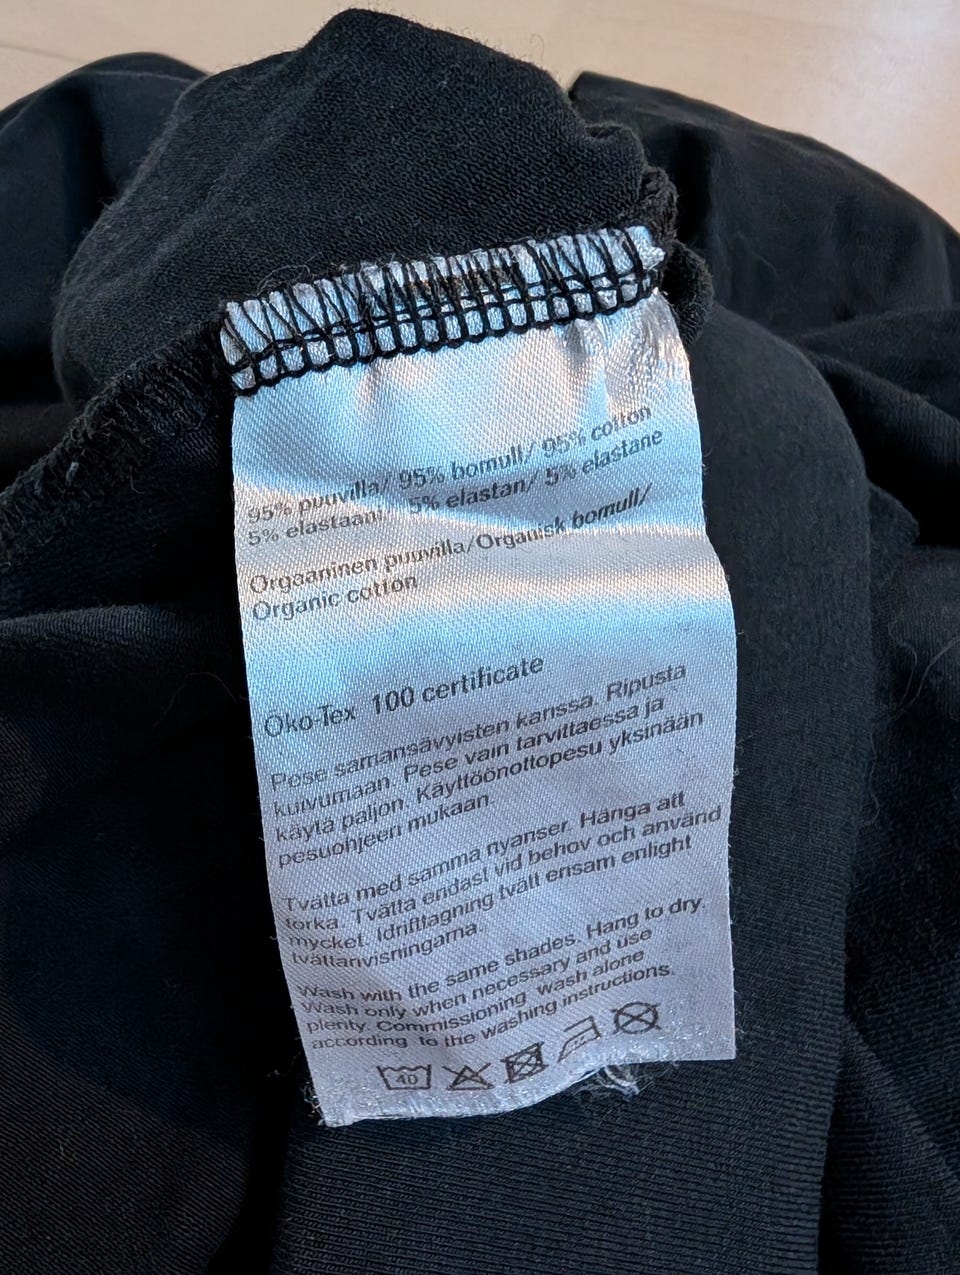 95% puuvilla/ 95% bomull/ 95% cotton
5% elastaani/ 5% elastan/ 5% elastane
Orgaaninen puuvilla/Organisk bomull/
Organic cotton
Öko-Tex 100 certificate
Pese samansävyisten kanssa. Ripusta
kuivumaan. Pese vain tarvittaessa ja
käytä paljon. Käyttöönottopesu yksinään
pesuohjeen mukaan.
Tvätta med samma nyanser. Hänga att
torka. Tvätta endast vid behov och använd
mycket. Idrifttagning tvätt ensam enlight
tvättanvisningarna.
Wash with the same shades. Hang to dry.
Wash only when necessary and use
plenty. Commissioning wash alone
according to the washing instructions.
40